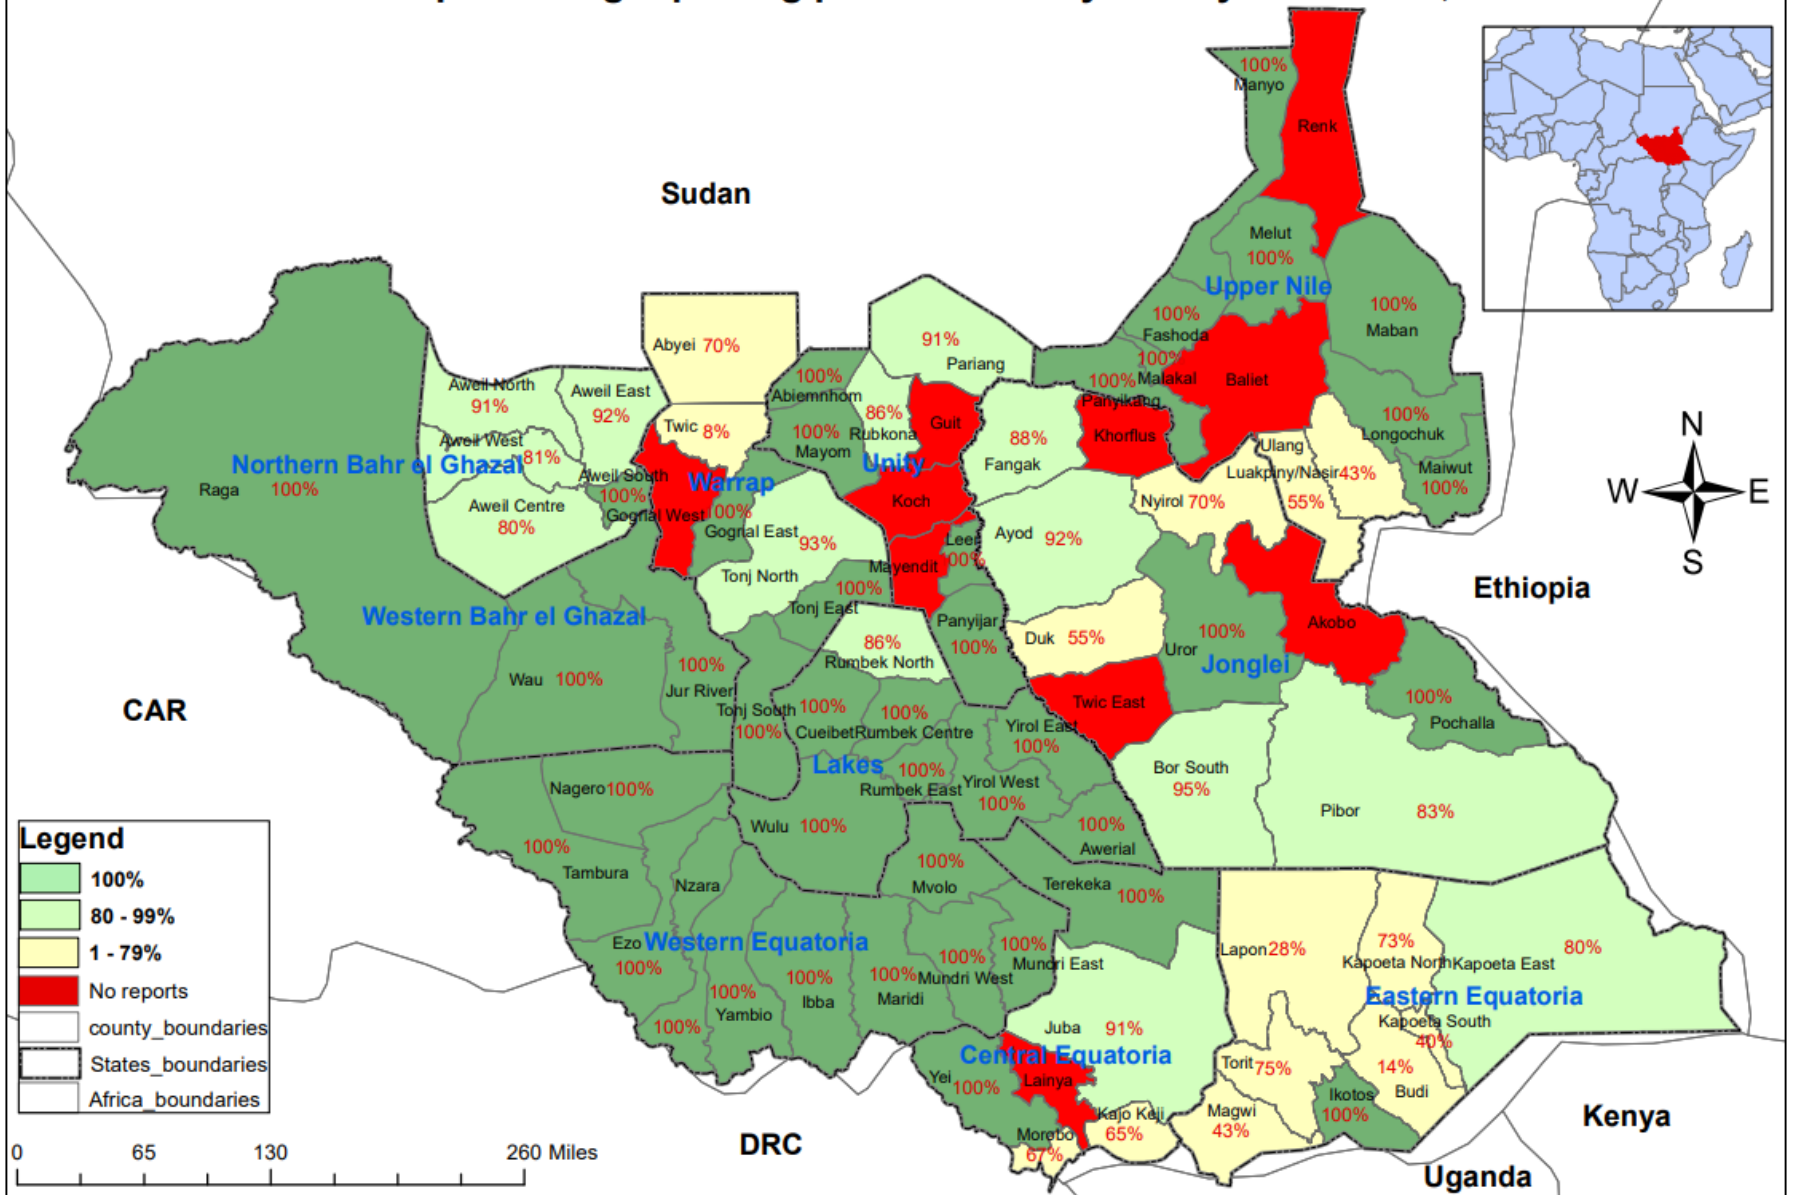 Sudan
100%
Manyo
Renk
Melut
100%
Upper Nile
100%
Maban
100%
Fashoda
100%
Malakal
100%
Panyikang
Baliet
Khorflus
100%
Longochuk
Maiwut
100%
Ulang
Luakpiny/Nasir
43%
55%
Nyirol 70%
Abyei 70%
Twic 8%
91%
Pariang
100%
Abiemnhom
100%
Mayom
86%
Rubkona
Guit
Unity
Koch
88%
Fangak
Aweil North
91%
Aweil East
92%
Aweil West
81%
Northern Bahr el Ghazal
Raga 100%
Aweil South
100%
Aweil Centre
80%
Warrap
Gogrial West
Gogrial East
93%
Tonj North
Leer
Mayendit
100%
Tonj East
Ayod 92%
Panyijar
100%
86%
Rumbek North
Duk 55%
Uror
100%
Jonglei
Akobo
Ethiopia
100%
Pochalla
Western Bahr el Ghazal
Wau 100%
100%
Jur River
CAR
Tonj South
100%
100%
Cueibet
100%
Rumbek Centre
Lakes
100%
Rumbek East
Yirol East
100%
Yirol West
100%
Twic East
Bor South
95%
Pibor 83%
Nagero 100%
Wulu 100%
100%
Awerial
100%
Tambura
Nzara
100%
Mvolo
Terekeka
100%
Ezo
100%
Western Equatoria
100%
Yambio
100%
100%
Ibba
100%
Maridi
100%
Mundri West
100%
Mundri East
Lapon 28%
73%
Kapoeta North
Kapoeta East
80%
Eastern Equatoria
Kapoeta South
40%
Juba 91%
Central Equatoria
Yei
100%
Lainya
Torit 75%
14%
Budi
Ikotos
100%
Magwi
43%
Kajo Keji
65%
Morobo
67%
DRC
Kenya
Uganda
N
W
E
S
Legend
100%
80 - 99%
1 - 79%
No reports
county_boundaries
States_boundaries
Africa_boundaries
0 65 130 260 Miles